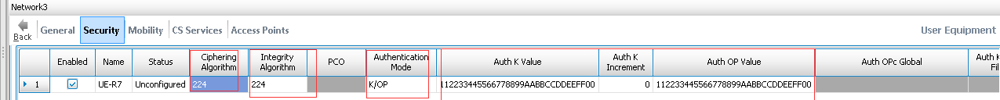 Network3
Back General Security Mobility CS Services Access Points User Equipment
Enabled Name Status Ciphering Algorithm Integrity Algorithm PCO Authentication Mode Auth K Value Auth K Increment Auth OP Value Auth OPc Global Auth K Fil
1 UE-R7 Unconfigured 224 224 K/OP 112233445566778899AABBCCDDEEFF00 0 112233445566778899AABBCCDDEEFF00